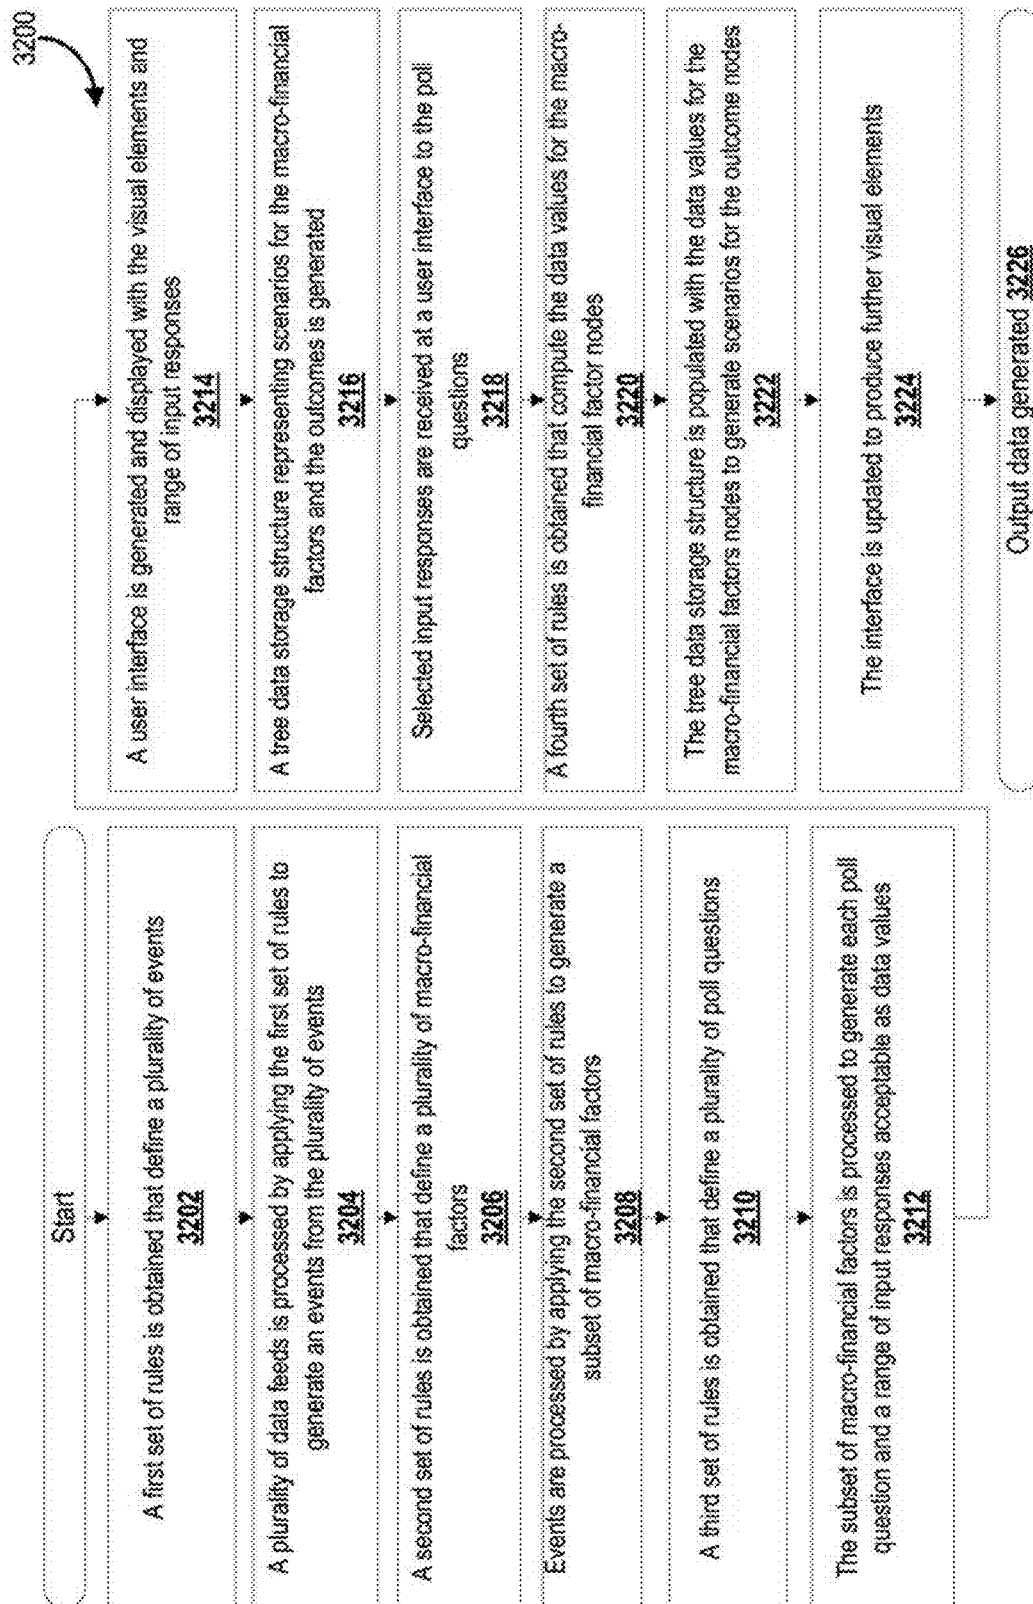 3200
Start
A first set of rules is obtained that define a plurality of events
3202
A plurality of data feeds is processed by applying the first set of rules to
generate an events from the plurality of events
3204
A second set of rules is obtained that define a plurality of macro-financial
factors
3206
Events are processed by applying the second set of rules to generate a
subset of macro-financial factors
3208
A third set of rules is obtained that define a plurality of poll questions
3210
The subset of macro-financial factors is processed to generate each poll
question and a range of input responses acceptable as data values
3212
A user interface is generated and displayed with the visual elements and
range of input responses
3214
A tree data storage structure representing scenarios for the macro-financial
factors and the outcomes is generated
3216
Selected input responses are received at a user interface to the poll
questions
3218
A fourth set of rules is obtained that compute the data values for the macro-
financial factor nodes
3220
The tree data storage structure is populated with the data values for the
macro-financial factors nodes to generate scenarios for the outcome nodes
3222
The interface is updated to produce further visual elements
3224
Output data generated 3226